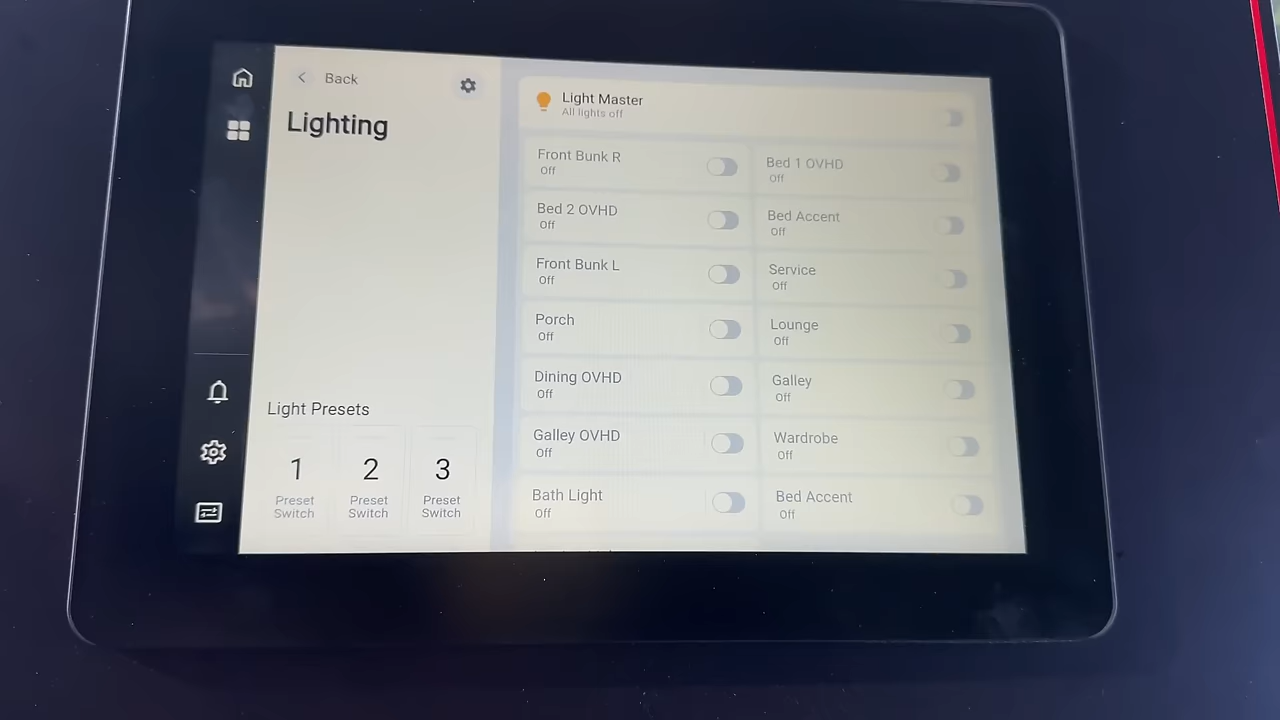 Back
Lighting
Light Presets
1
Preset
Switch
2
Preset
Switch
3
Preset
Switch
Light Master
All lights off
Front Bunk R
Off
Bed 1 OVHD
Off
Bed 2 OVHD
Off
Bed Accent
Off
Front Bunk L
Off
Service
Off
Porch
Off
Lounge
Off
Dining OVHD
Off
Galley
Off
Galley OVHD
Off
Wardrobe
Off
Bath Light
Off
Bed Accent
Off